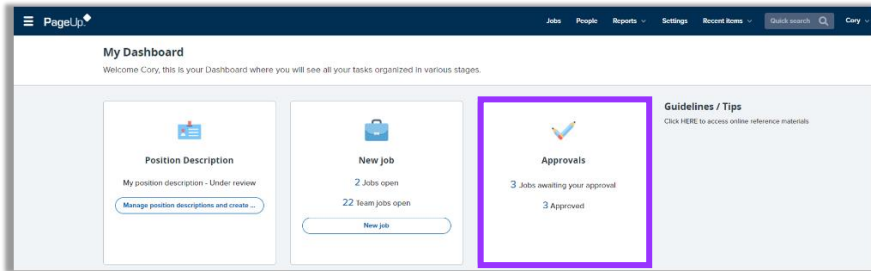 PageUp
Jobs People Reports Settings Recent items Quick search Cory
My Dashboard
Welcome Cory, this is your Dashboard where you will see all your tasks organized in various stages.
Position Description
My position description - Under review
Manage position descriptions and create ...
New job
2 Jobs open
22 Team jobs open
New job
Approvals
3 Jobs awaiting your approval
3 Approved
Guidelines / Tips
Click HERE to access online reference materials